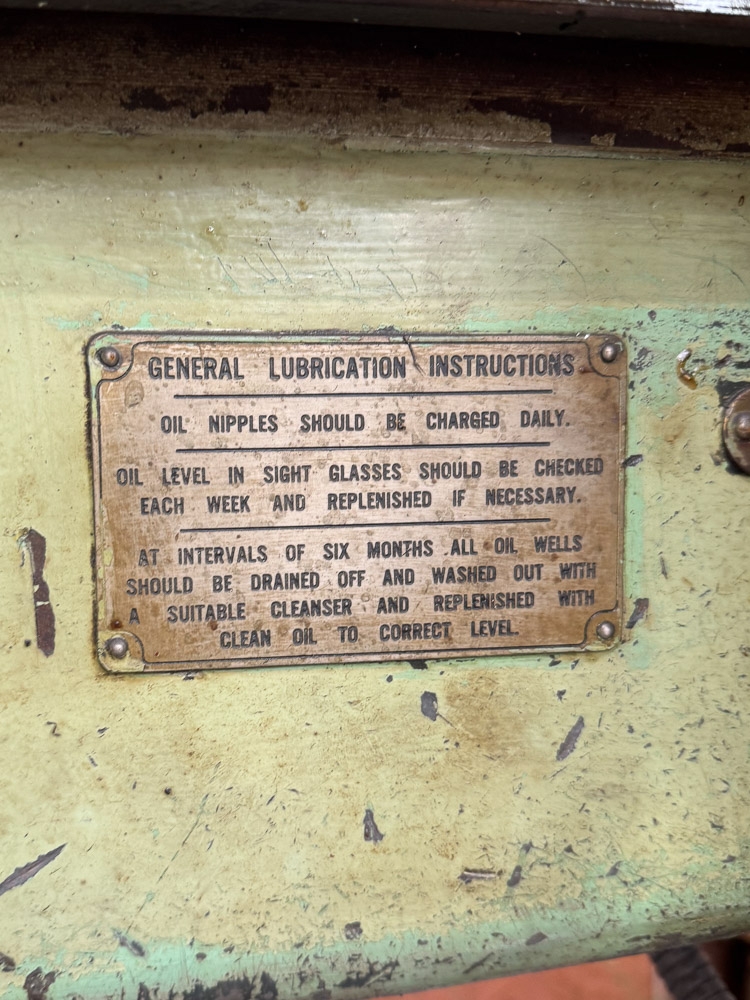 GENERAL LUBRICATION INSTRUCTIONS
OIL NIPPLES SHOULD BE CHARGED DAILY.
OIL LEVEL IN SIGHT GLASSES SHOULD BE CHECKED
EACH WEEK AND REPLENISHED IF NECESSARY.
AT INTERVALS OF SIX MONTHS ALL OIL WELLS
SHOULD BE DRAINED OFF AND WASHED OUT WITH
A SUITABLE CLEANSER AND REPLENISHED WITH
CLEAN OIL TO CORRECT LEVEL.